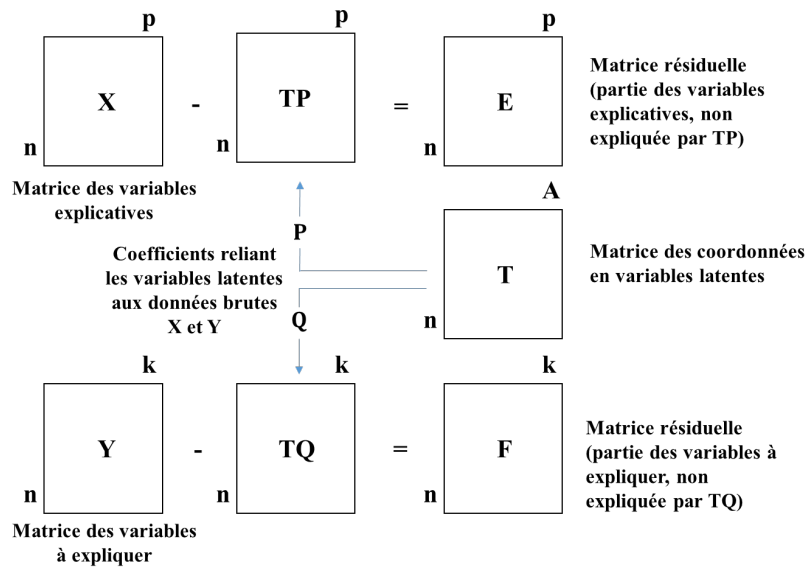 p
p
p
X
-
TP
=
E
n
n
n
Matrice résiduelle
(partie des variables
explicatives, non
expliquée par TP)
Matrice des variables
explicatives
A
P
Coefficients reliant
les variables latentes
aux données brutes
X et Y
T
n
Matrice des coordonnées
en variables latentes
Q
k
k
k
Y
-
TQ
=
F
n
n
n
Matrice résiduelle
(partie des variables à
expliquer, non
expliquée par TQ)
Matrice des variables
à expliquer